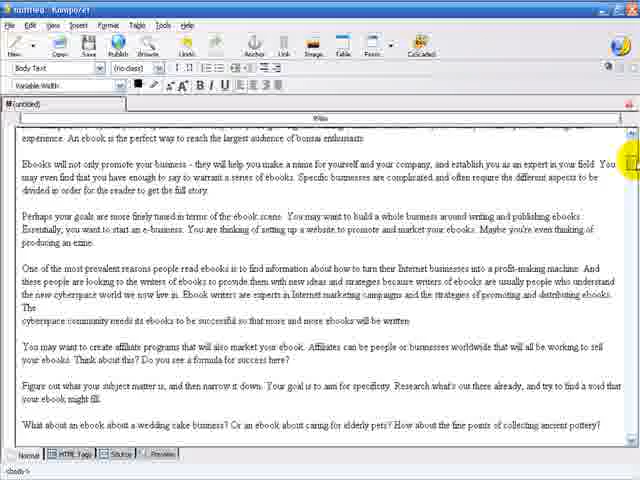 File Edit View Insert Format Table Tools Help
New Open Save Publish Browse Undo Anchor Link Image Table Form CaScadeS
Body Text (no class)
Variable Width
(untitled)
experience. An ebook is the perfect way to reach the largest audience of bonsai enthusiasts.
Ebooks will not only promote your business - they will help you make a name for yourself and your company, and establish you as an expert in your field. You
may even find that you have enough to say to warrant a series of ebooks. Specific businesses are complicated and often require the different aspects to be
divided in order for the reader to get the full story.
Perhaps your goals are more finely tuned in terms of the ebook scene. You may want to build a whole business around writing and publishing ebooks.
Essentially, you want to start an e-business. You are thinking of setting up a website to promote and market your ebooks. Maybe you're even thinking of
producing an ezine.
One of the most prevalent reasons people read ebooks is to find information about how to turn their Internet businesses into a profit-making machine. And
these people are looking to the writers of ebooks to provide them with new ideas and strategies because writers of ebooks are usually people who understand
the new cyberspace world we now live in. Ebook writers are experts in Internet marketing campaigns and the strategies of promoting and distributing ebooks.
The
cyberspace community needs its ebooks to be successful so that more and more ebooks will be written.
You may want to create affiliate programs that will also market your ebook. Affiliates can be people or businesses worldwide that will all be working to sell
your ebooks. Think about this? Do you see a formula for success here?
Figure out what your subject matter is, and then narrow it down. Your goal is to aim for specificity. Research what's out there already, and try to find a void that
your ebook might fill.
What about an ebook about a wedding cake business? Or an ebook about caring for elderly pets? How about the fine points of collecting ancient pottery?
Normal HTML Tags Source Preview
<body>